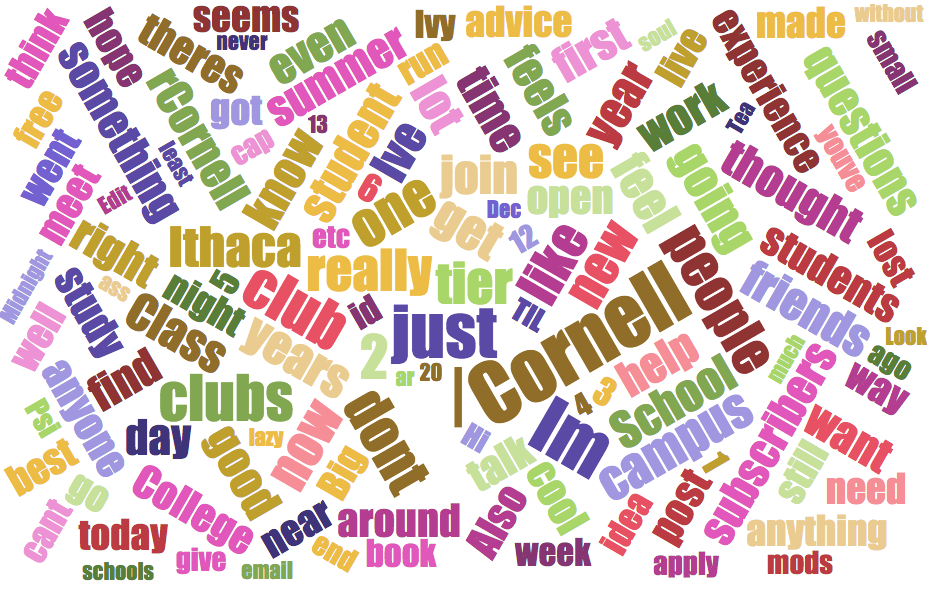 think
hope
theres
seems
never
even
summer
Ivy
advice
run
lot
time
feels
first
soul
live
year
experience
made
without
small
questions
youve
free
went
something
rCornell
least
got
cap
13
know
student
Ive
6
work
Tea
meet
Edit
join
see
open
feel
going
thought
one
get
Dec
12
like
new
people
students
lost
right
Ithaca
etc
really
tier
TIL
Midnight
ass
night
5
club
id
just
Cornell
friends
Look
study
well
Class
years
2
ar
20
help
much
ago
way
find
anyone
psl
clubs
dont
|
Im
4
3
school
campus
subscribers
want
day
good
lazy
now
Big
Hi
talk
cool
1
still
need
best
go
cant
College
near
around
Also
idea
post
anything
today
schools
give
email
end
book
week
apply
mods